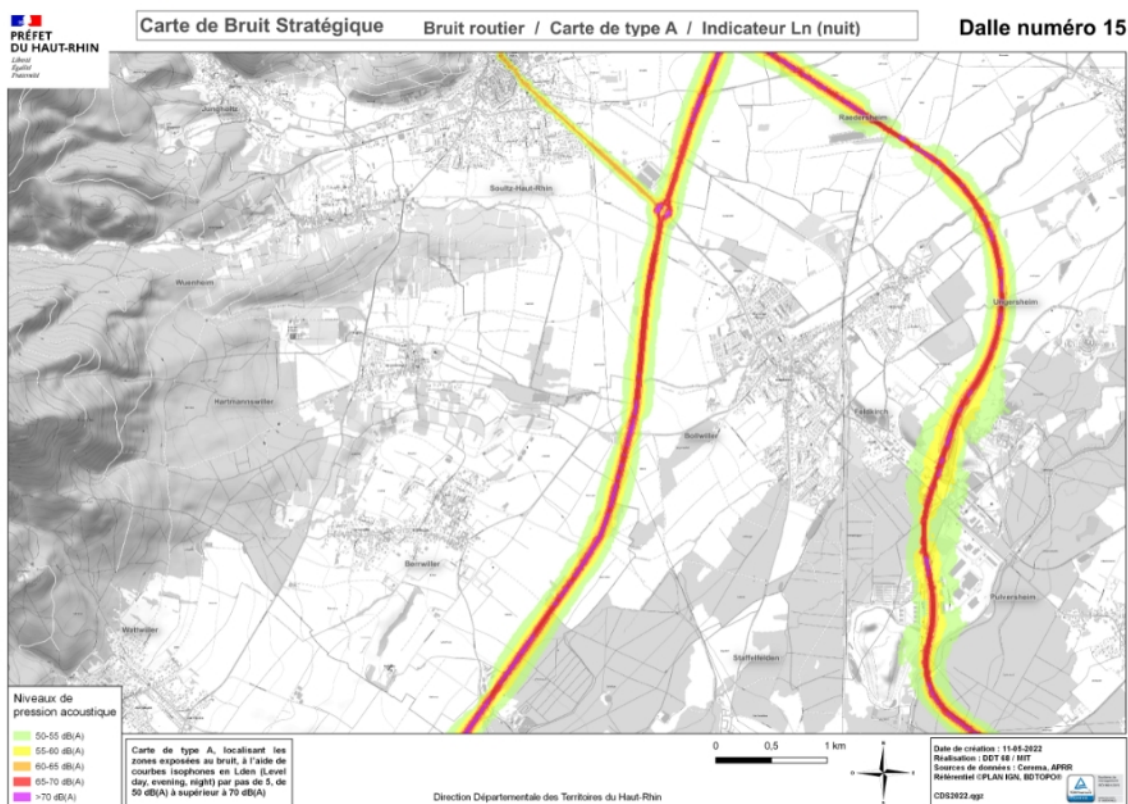 PRÉFET
DU HAUT-RHIN
Liberté
Égalité
Fraternité
Carte de Bruit Stratégique
Bruit routier / Carte de type A / Indicateur Ln (nuit)
Dalle numéro 15
Jungholtz
Raedersheim
Soultz-Haut-Rhin
Wuenheim
Ungersheim
Hartmannswiller
Feldkirch
Bollwiller
Berrwiller
Pulversheim
Wattwiller
Staffelfelden
Niveaux de
pression acoustique
50-55 dB(A)
55-60 dB(A)
60-65 dB(A)
65-70 dB(A)
>70 dB(A)
Carte de type A, localisant les
zones exposées au bruit, à l'aide de
courbes isophones en Lden (Level
day, evening, night) par pas de 5, de
50 dB(A) à supérieur à 70 dB(A)
0 0,5 1 km
Direction Départementale des Territoires du Haut-Rhin
Date de création : 11-05-2022
Réalisation : DDT 68 / MIT
Sources de données : Cerema, APRR
Référentiel ©PLAN IGN, BDTOPO®
CDS2022.qgz